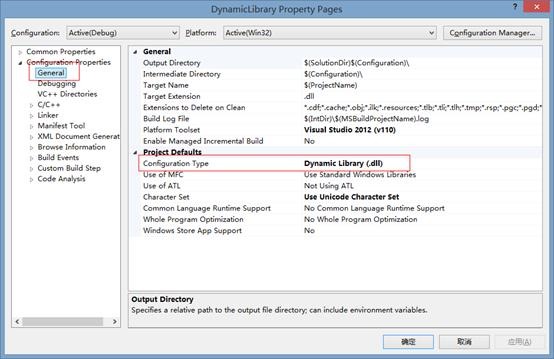 DynamicLibrary Property Pages
? ×
Configuration: Active(Debug) Platform: Active(Win32) Configuration Manager...
Common Properties
Configuration Properties
General
Debugging
VC++ Directories
C/C++
Linker
Manifest Tool
XML Document Generat
Browse Information
Build Events
Custom Build Step
Code Analysis
General
Output Directory $(SolutionDir)$(Configuration)\
Intermediate Directory $(Configuration)\
Target Name $(ProjectName)
Target Extension .dll
Extensions to Delete on Clean *.cdf;*.cache;*.obj;*.ilk;*.resources;*.tlb;*.tli;*.tlh;*.tmp;*.rsp;*.pgc;*.pgd;*
Build Log File $(IntDir)\$(MSBuildProjectName).log
Platform Toolset Visual Studio 2012 (v110)
Enable Managed Incremental Build No
Project Defaults
Configuration Type Dynamic Library (.dll)
Use of MFC Use Standard Windows Libraries
Use of ATL Not Using ATL
Character Set Use Unicode Character Set
Common Language Runtime Support No Common Language Runtime Support
Whole Program Optimization No Whole Program Optimization
Windows Store App Support No
Output Directory
Specifies a relative path to the output file directory; can include environment variables.
确定 取消 应用(A)